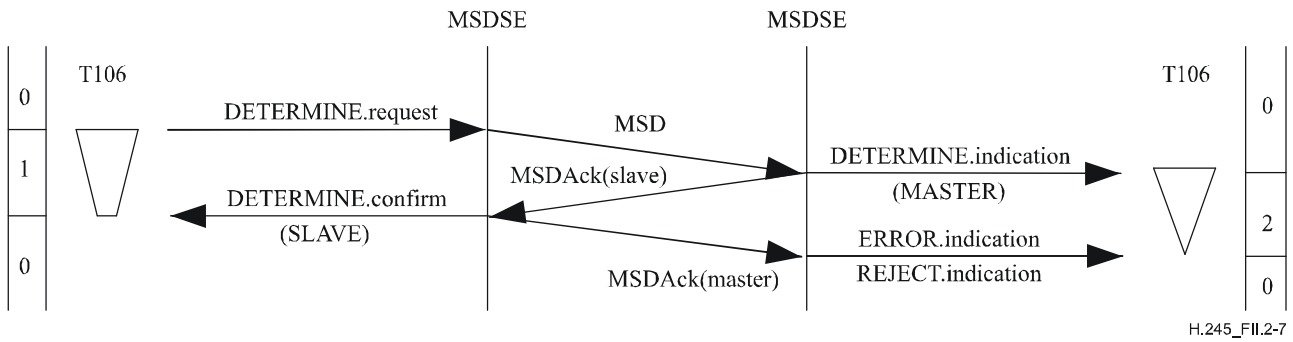 MSDSE
MSDSE
T106
T106
0
0
DETERMINE.request
MSD
DETERMINE.indication
(MASTER)
1
MSDAck(slave)
DETERMINE.confirm
(SLAVE)
2
ERROR.indication
REJECT.indication
0
MSDAck(master)
0
H.245_FII.2-7